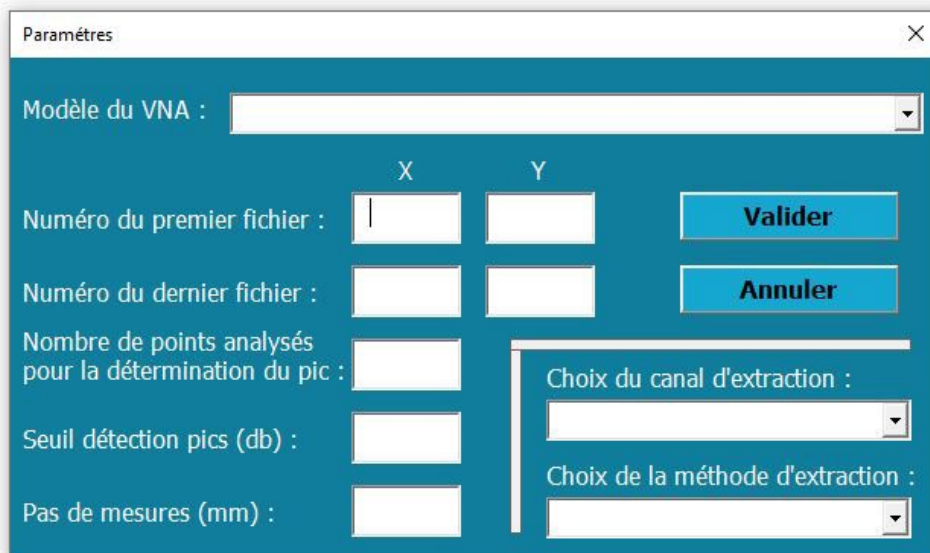 Paramétres
Modèle du VNA :
X Y
Numéro du premier fichier :
Valider
Numéro du dernier fichier :
Annuler
Nombre de points analysés
pour la détermination du pic :
Choix du canal d'extraction :
Seuil détection pics (db) :
Choix de la méthode d'extraction :
Pas de mesures (mm) :